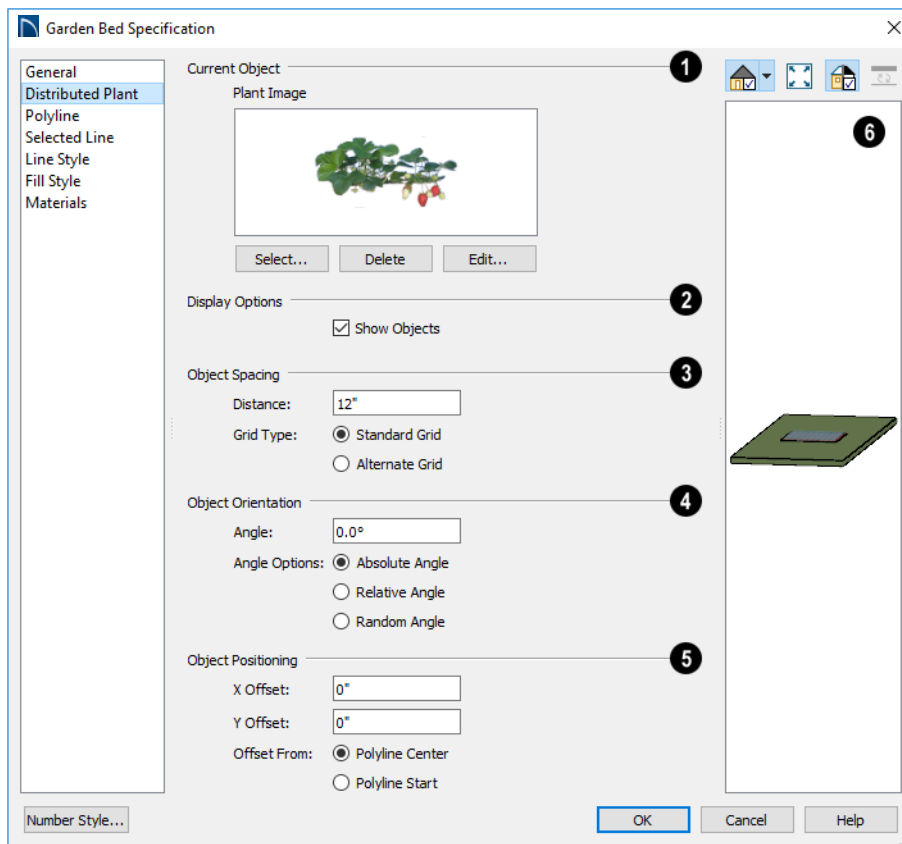 Garden Bed Specification
General
Distributed Plant
Polyline
Selected Line
Line Style
Fill Style
Materials
Current Object
1
Plant Image
Select...
Delete
Edit...
Display Options
2
Show Objects
Object Spacing
3
Distance:
12"
Grid Type:
Standard Grid
Alternate Grid
Object Orientation
4
Angle:
0.0°
Angle Options:
Absolute Angle
Relative Angle
Random Angle
Object Positioning
5
X Offset:
0"
Y Offset:
0"
Offset From:
Polyline Center
Polyline Start
6
Number Style...
OK
Cancel
Help